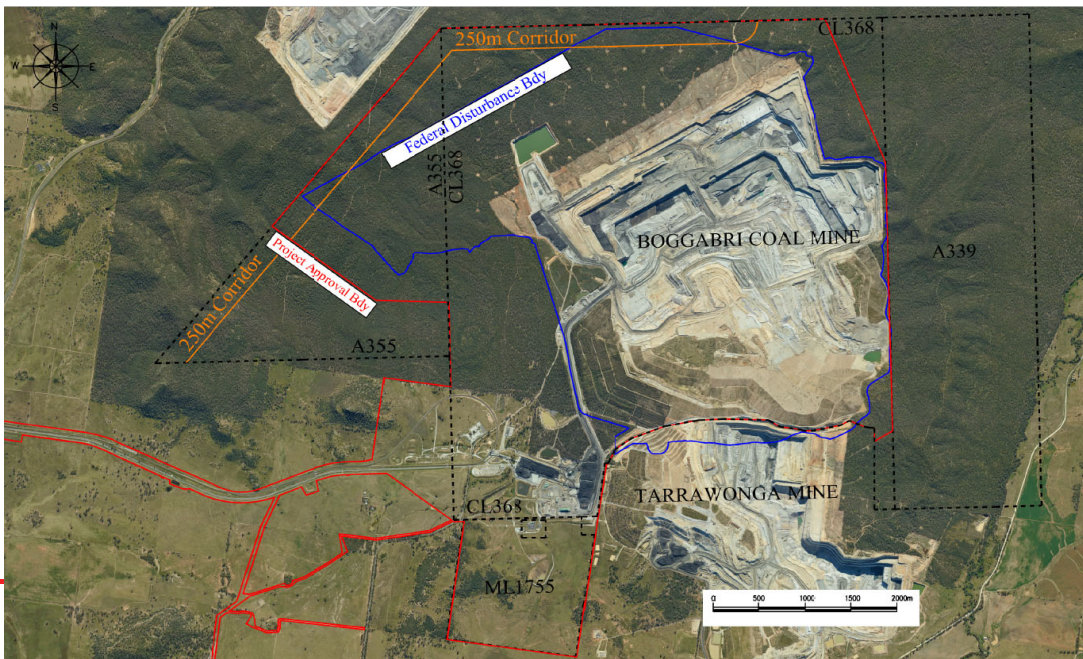 N
W
E
S
250m Corridor
CL368
Federal Disturbance Bdy
A355
CL368
BOGGABRI COAL MINE
A339
Project Approval Bdy
250m Corridor
A355
TARRAWONGA MINE
CL368
ML1755
0 500 1000 1500 2000m